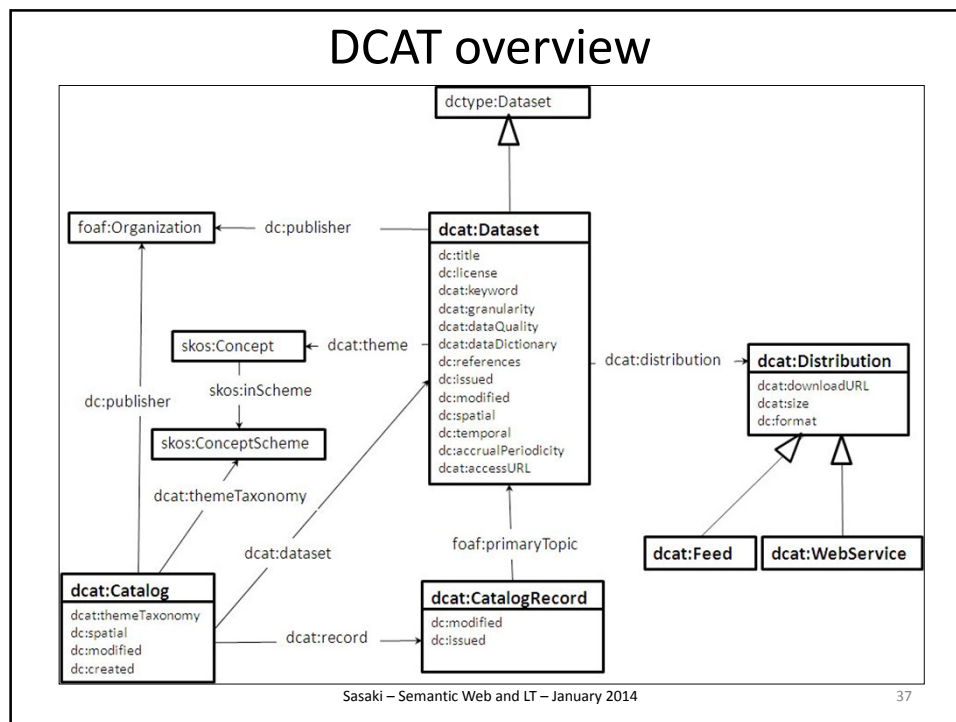 DCAT overview
dctype:Dataset
foaf:Organization
dc:publisher
dcat:Dataset
dc:title
dc:license
dcat:keyword
dcat:granularity
dcat:dataQuality
dcat:dataDictionary
dc:references
dc:issued
dc:modified
dc:spatial
dc:temporal
dc:accrualPeriodicity
dcat:accessURL
skos:Concept
dcat:theme
dcat:distribution
dcat:Distribution
dcat:downloadURL
dcat:size
dc:format
skos:inScheme
dc:publisher
skos:ConceptScheme
dcat:themeTaxonomy
dcat:dataset
foaf:primaryTopic
dcat:Feed
dcat:WebService
dcat:Catalog
dcat:themeTaxonomy
dc:spatial
dc:modified
dc:created
dcat:record
dcat:CatalogRecord
dc:modified
dc:issued
Sasaki – Semantic Web and LT – January 2014
37